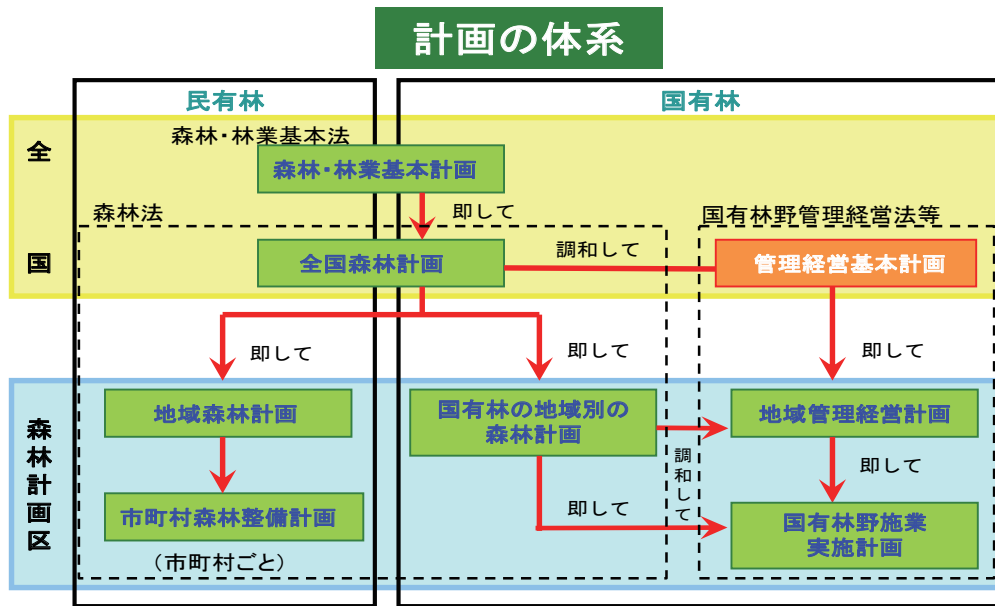 計画の体系
民有林
国有林
全国
森林・林業基本法
森林・林業基本計画
即して
森林法
国有林野管理経営法等
全国森林計画
調和して
管理経営基本計画
即して
即して
即して
森林計画区
地域森林計画
国有林の地域別の
森林計画
地域管理経営計画
調和して
即して
市町村森林整備計画
(市町村ごと)
即して
国有林野施業
実施計画